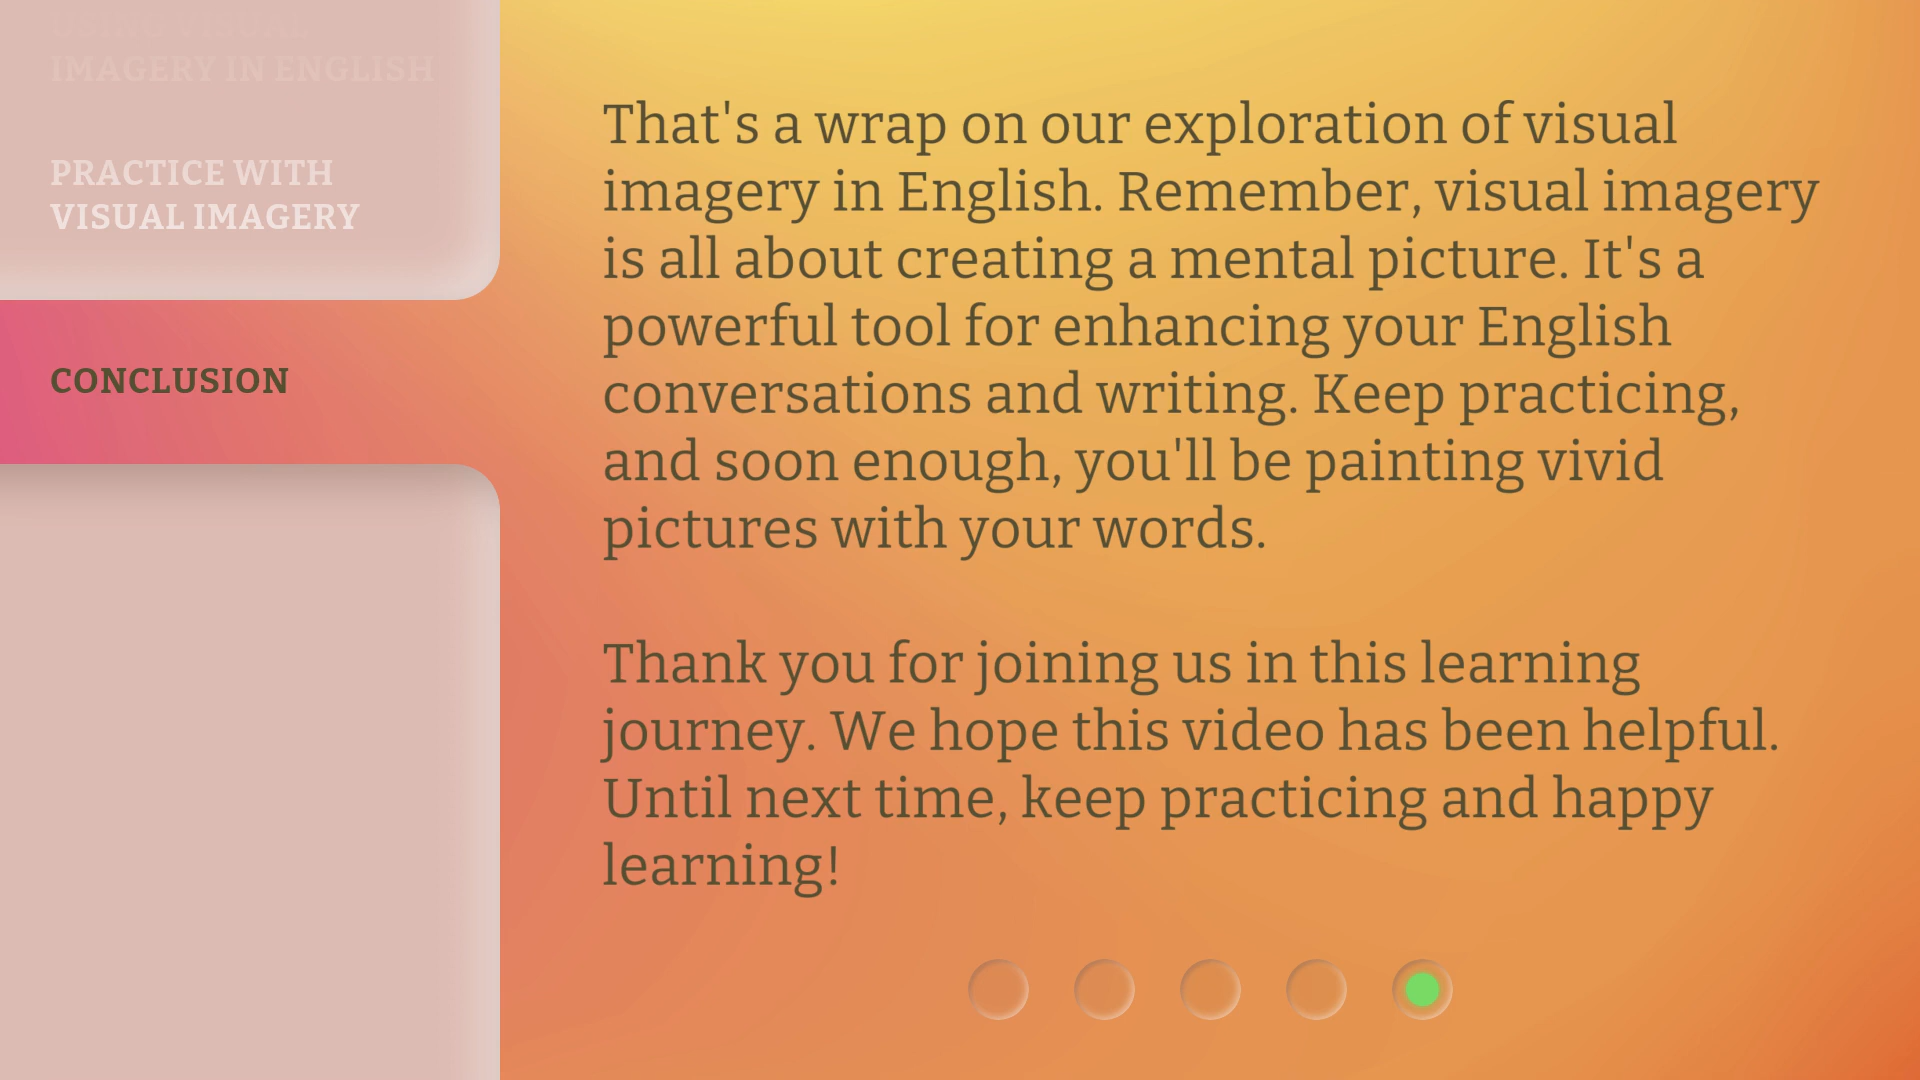 USING VISUAL
IMAGERY IN ENGLISH
PRACTICE WITH
VISUAL IMAGERY
CONCLUSION
That's a wrap on our exploration of visual
imagery in English. Remember, visual imagery
is all about creating a mental picture. It's a
powerful tool for enhancing your English
conversations and writing. Keep practicing,
and soon enough, you'll be painting vivid
pictures with your words.
Thank you for joining us in this learning
journey. We hope this video has been helpful.
Until next time, keep practicing and happy
learning!